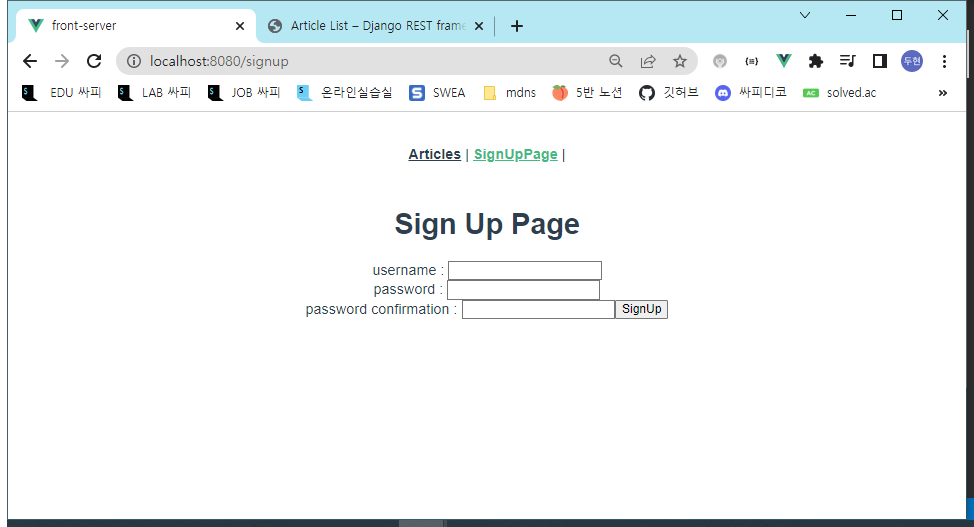 front-server
Article List – Django REST frame
localhost:8080/signup
두현
EDU 싸피
LAB 싸피
JOB 싸피
온라인실습실
SWEA
mdns
5반 노션
깃허브
싸피디코
AC solved.ac
»
Articles | SignUpPage |
Sign Up Page
username :
password :
password confirmation : SignUp